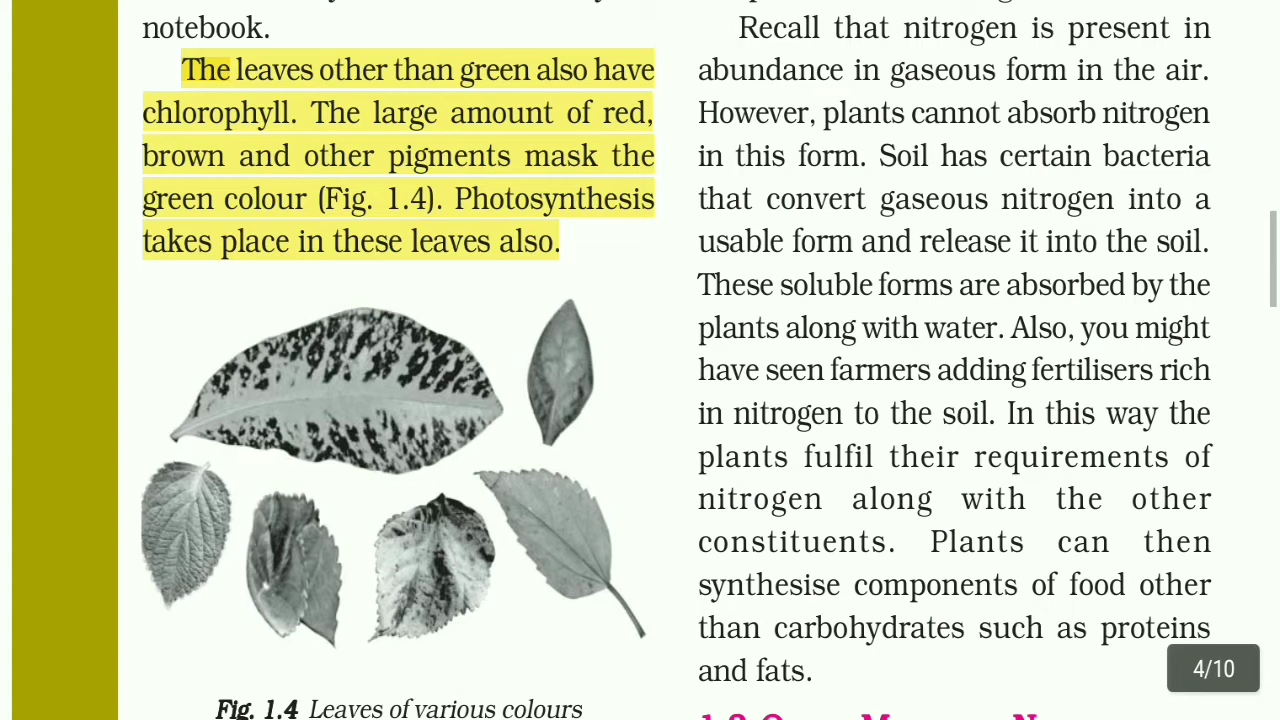 notebook.
The leaves other than green also have
chlorophyll. The large amount of red,
brown and other pigments mask the
green colour (Fig. 1.4). Photosynthesis
takes place in these leaves also.
Fig. 1.4 Leaves of various colours
Recall that nitrogen is present in
abundance in gaseous form in the air.
However, plants cannot absorb nitrogen
in this form. Soil has certain bacteria
that convert gaseous nitrogen into a
usable form and release it into the soil.
These soluble forms are absorbed by the
plants along with water. Also, you might
have seen farmers adding fertilisers rich
in nitrogen to the soil. In this way the
plants fulfil their requirements of
nitrogen along with the other
constituents. Plants can then
synthesise components of food other
than carbohydrates such as proteins
and fats.
4/10